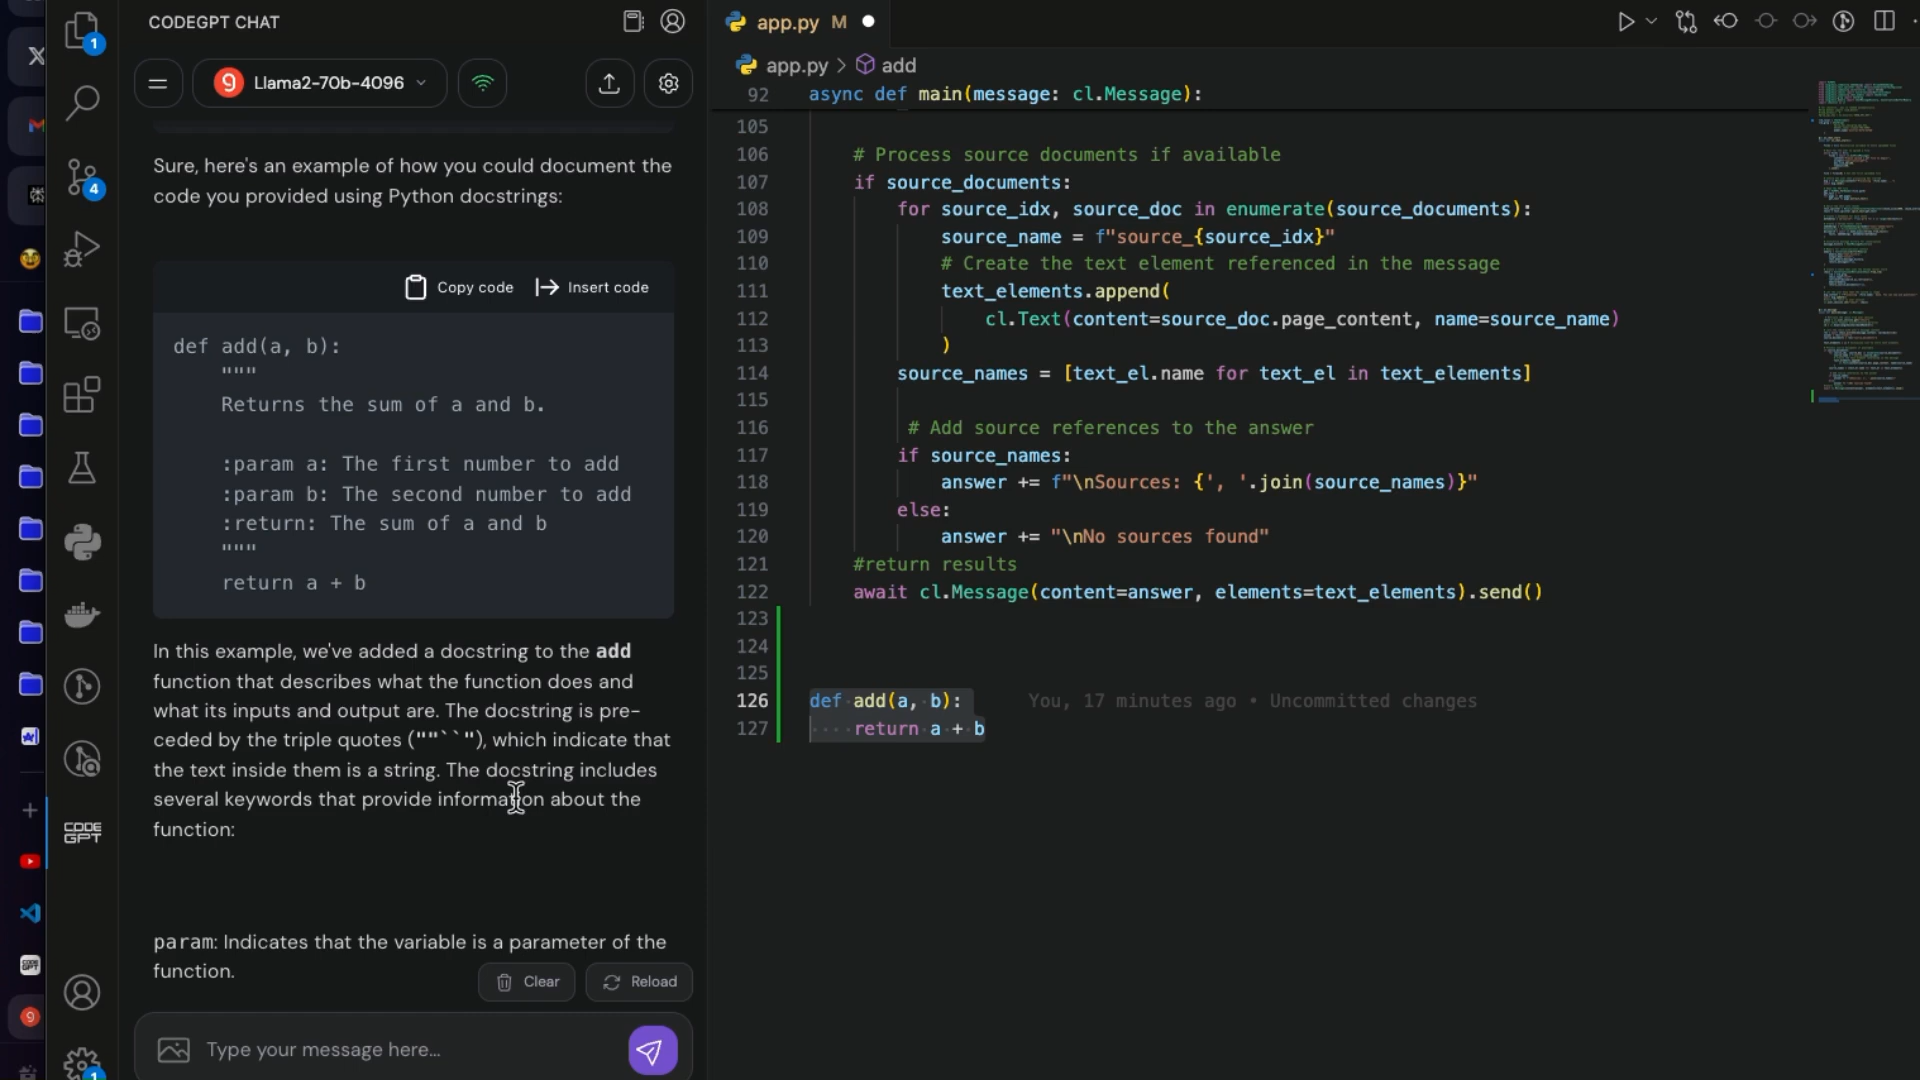 CODEGPT CHAT
Llama2-70b-4096
Sure, here's an example of how you could document the
code you provided using Python docstrings:
Copy code
Insert code
def add(a, b):
"""
Returns the sum of a and b.
:param a: The first number to add
:param b: The second number to add
:return: The sum of a and b
"""
return a + b
In this example, we've added a docstring to the add
function that describes what the function does and
what its inputs and output are. The docstring is pre-
ceded by the triple quotes (""``"), which indicate that
the text inside them is a string. The docstring includes
several keywords that provide information about the
function:
param: Indicates that the variable is a parameter of the
function.
Clear
Reload
Type your message here...
1
4
CODE
GPT
1
app.py M
app.py > add
92 async def main(message: cl.Message):
105
106 # Process source documents if available
107 if source_documents:
108 for source_idx, source_doc in enumerate(source_documents):
109 source_name = f"source_{source_idx}"
110 # Create the text element referenced in the message
111 text_elements.append(
112 cl.Text(content=source_doc.page_content, name=source_name)
113 )
114 source_names = [text_el.name for text_el in text_elements]
115
116 # Add source references to the answer
117 if source_names:
118 answer += f"\nSources: {', '.join(source_names)}"
119 else:
120 answer += "\nNo sources found"
121 #return results
122 await cl.Message(content=answer, elements=text_elements).send()
123
124
125
126 def add(a, b): You, 17 minutes ago • Uncommitted changes
127 return a + b